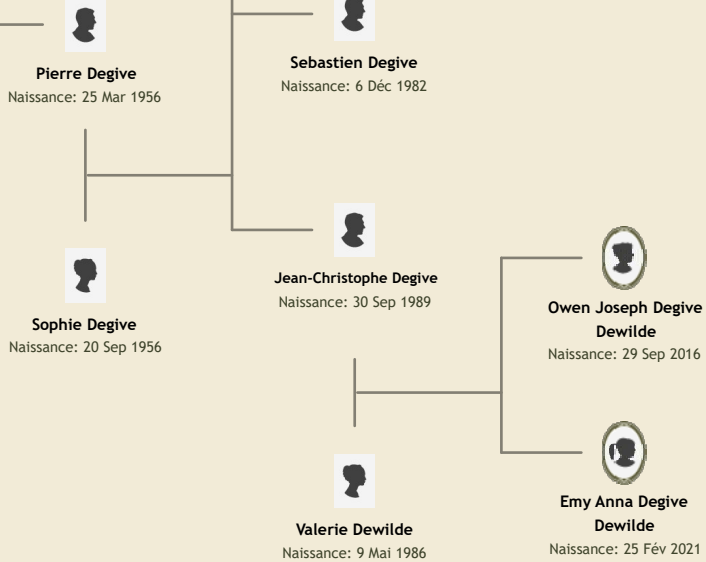 Pierre Degive
Naissance: 25 Mar 1956
Sebastien Degive
Naissance: 6 Déc 1982
Sophie Degive
Naissance: 20 Sep 1956
Jean-Christophe Degive
Naissance: 30 Sep 1989
Owen Joseph Degive
Dewilde
Naissance: 29 Sep 2016
Valerie Dewilde
Naissance: 9 Mai 1986
Emy Anna Degive
Dewilde
Naissance: 25 Fév 2021